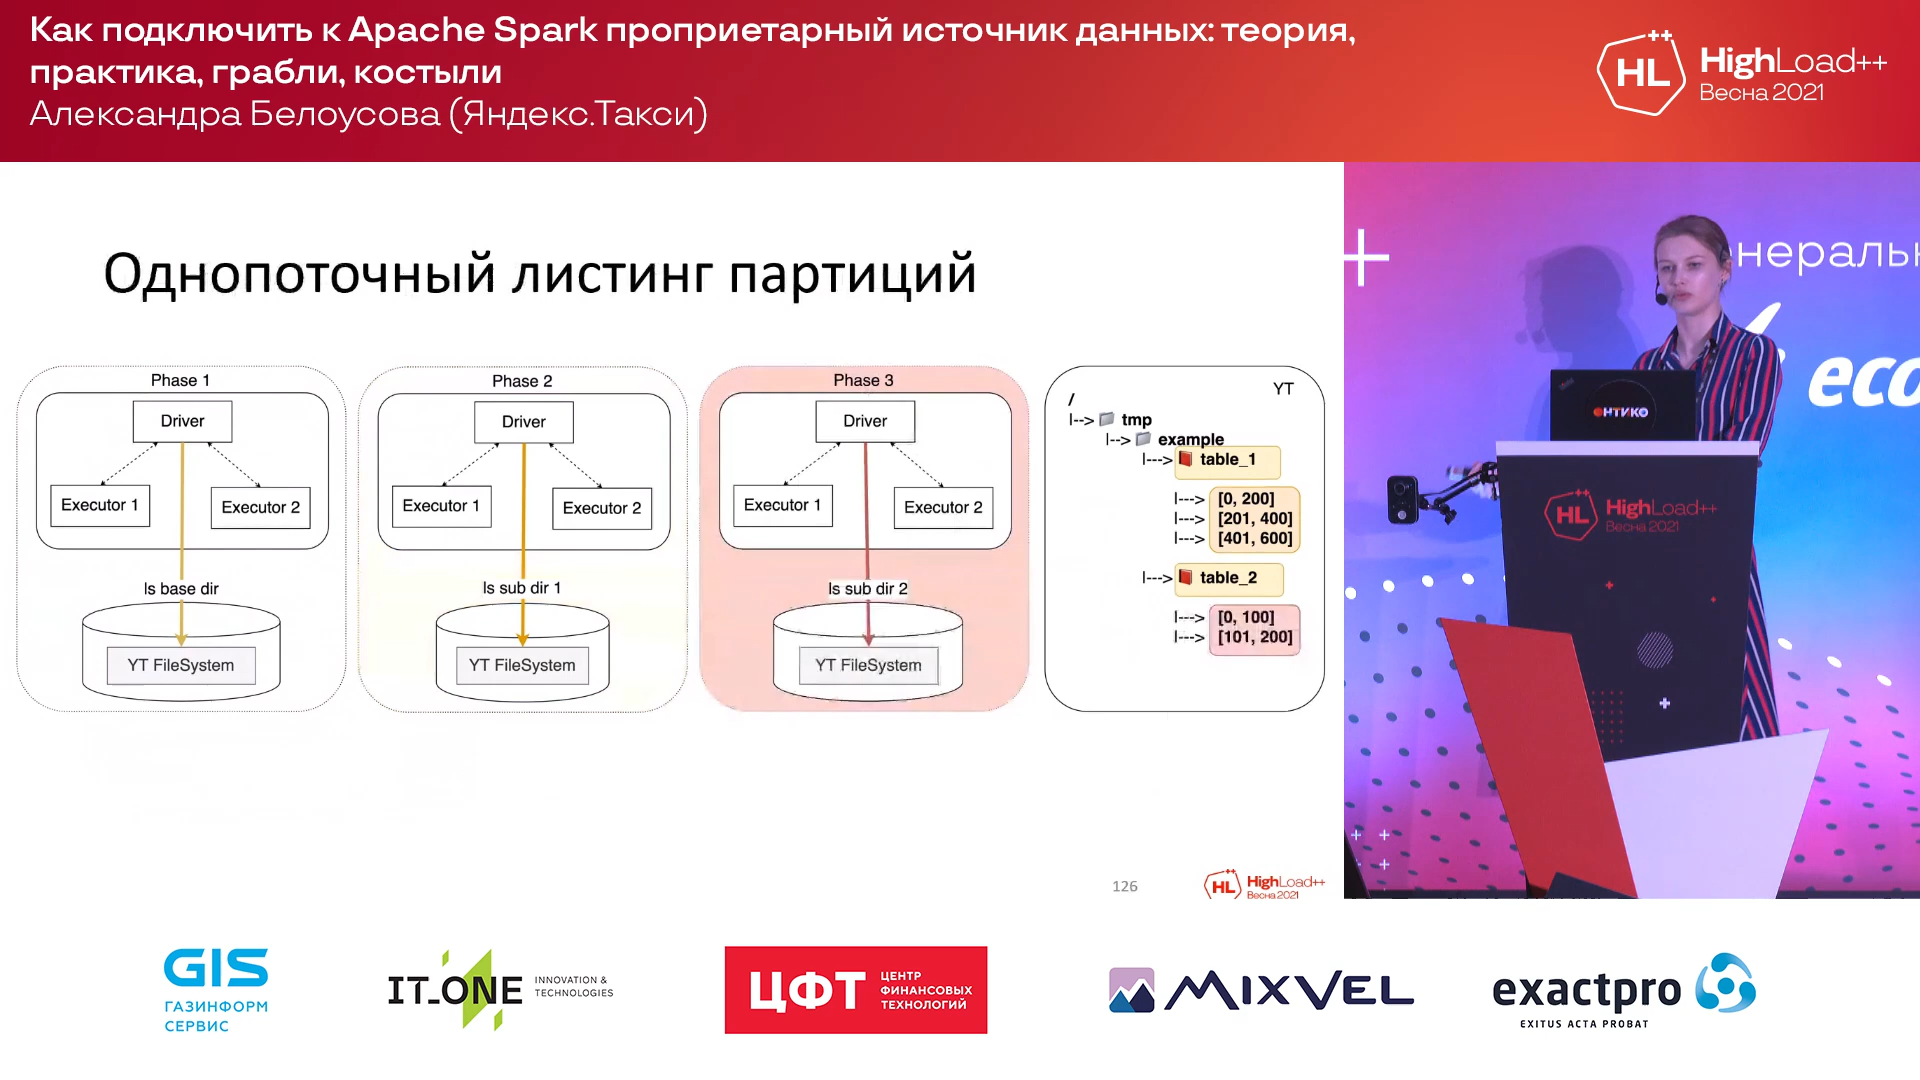 Как подключить к Apache Spark проприетарный источник данных: теория,
практика, грабли, костыли
Александра Белоусова (Яндекс.Такси)
HL++
HighLoad++
Весна 2021
Однопоточный листинг партиций
Phase 1
Driver
Executor 1
Executor 2
ls base dir
YT FileSystem
Phase 2
Driver
Executor 1
Executor 2
ls sub dir 1
YT FileSystem
Phase 3
Driver
Executor 1
Executor 2
ls sub dir 2
YT FileSystem
YT
/
|--> tmp
|--> example
|---> table_1
|---> [0, 200]
|---> [201, 400]
|---> [401, 600]
|---> table_2
|---> [0, 100]
|---> [101, 200]
126
HL++
HighLoad++
Весна 2021
неральн
eco
ОНТИКО
HL++
HighLoad++
Весна 2021
GIS
ГАЗИНФОРМ
СЕРВИС
IT_ONE
INNOVATION &
TECHNOLOGIES
ЦФТ
ЦЕНТР
ФИНАНСОВЫХ
ТЕХНОЛОГИЙ
MIXVEL
exactpro
EXITUS ACTA PROBAT